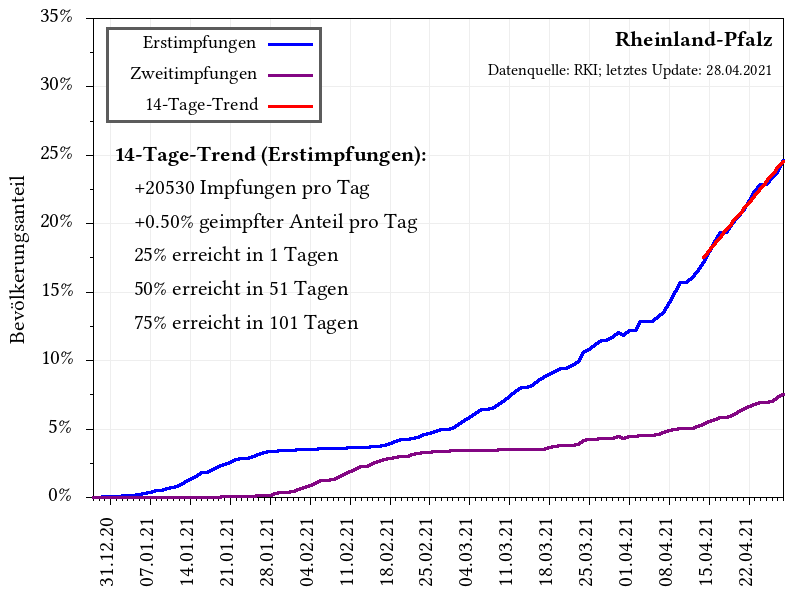 35%
30%
25%
20%
15%
10%
5%
0%
Bevölkerungsanteil
Erstimpfungen
Zweitimpfungen
14-Tage-Trend
Rheinland-Pfalz
Datenquelle: RKI; letztes Update: 28.04.2021
14-Tage-Trend (Erstimpfungen):
+20530 Impfungen pro Tag
+0.50% geimpfter Anteil pro Tag
25% erreicht in 1 Tagen
50% erreicht in 51 Tagen
75% erreicht in 101 Tagen
31.12.20
07.01.21
14.01.21
21.01.21
28.01.21
04.02.21
11.02.21
18.02.21
25.02.21
04.03.21
11.03.21
18.03.21
25.03.21
01.04.21
08.04.21
15.04.21
22.04.21